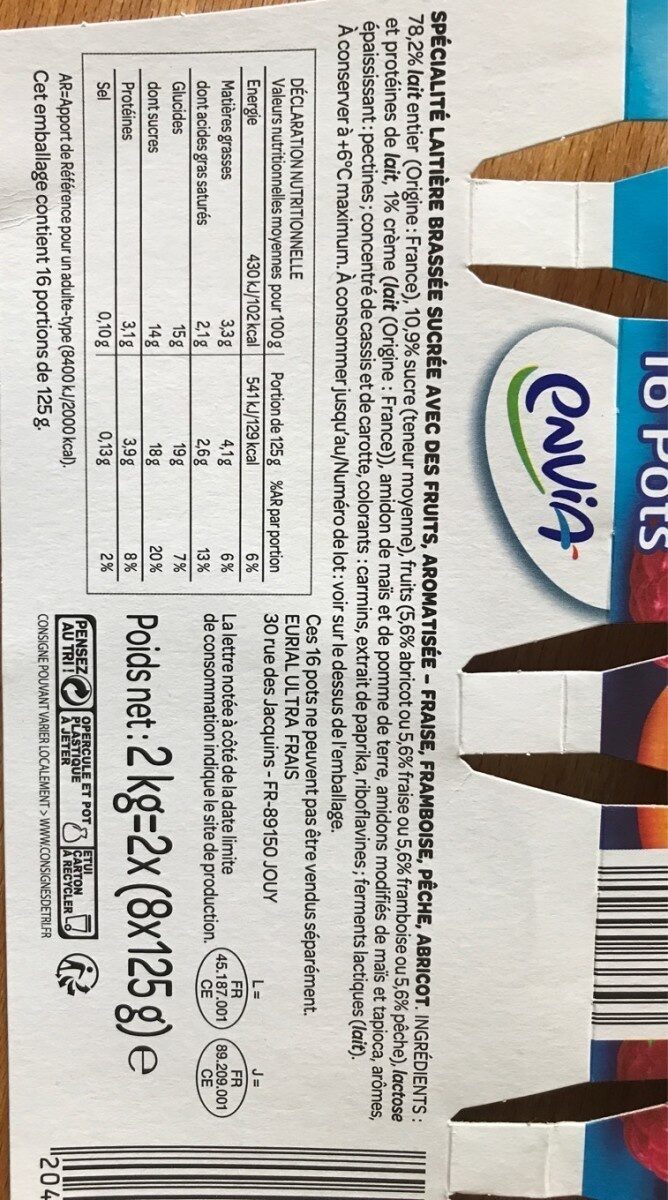 16 Pots
envia
SPÉCIALITÉ LAITIÈRE BRASSÉE SUCRÉE AVEC DES FRUITS, AROMATISÉE – FRAISE, FRAMBOISE, PÊCHE, ABRICOT. INGRÉDIENTS :
78,2% lait entier (Origine : France), 10,9% sucre (teneur moyenne), fruits (5,6% abricot ou 5,6% fraise ou 5,6% framboise ou 5,6% pêche), lactose
et protéines de lait, 1% crème (lait (Origine : France)), amidon de maïs et de pomme de terre, amidons modifiés de maïs et tapioca, arômes,
épaississant : pectines ; concentré de cassis et de carotte, colorants : carmins, extrait de paprika, riboflavines ; ferments lactiques (lait).
À conserver à +6°C maximum. À consommer jusqu'au/Numéro de lot : voir sur le dessus de l'emballage.
DÉCLARATION NUTRITIONNELLE
Valeurs nutritionnelles moyennes pour 100 g Portion de 125 g %AR par portion
Energie 430 kJ/102 kcal 541 kJ/129 kcal 6%
Matières grasses 3,3 g 4,1 g 6%
dont acides gras saturés 2,1 g 2,6 g 13%
Glucides 15 g 19 g 7%
dont sucres 14 g 18 g 20%
Protéines 3,1 g 3,9 g 8%
Sel 0,10 g 0,13 g 2%
AR=Apport de Référence pour un adulte-type (8400 kJ/2000 kcal).
Cet emballage contient 16 portions de 125 g.
Ces 16 pots ne peuvent pas être vendus séparément.
EURIAL ULTRA FRAIS
30 rue des Jacquins - FR-89150 JOUY
La lettre notée à côté de la date limite
de consommation indique le site de production.
L =
FR
45.187.001
CE
J =
FR
89.209.001
CE
Poids net : 2 kg=2x (8x125 g) e
PENSEZ
AU TRI !
OPERCULE ET POT
PLASTIQUE
À JETER
ETUI
CARTON
À RECYCLER
CONSIGNE POUVANT VARIER LOCALEMENT > WWW.CONSIGNESDETRI.FR
204